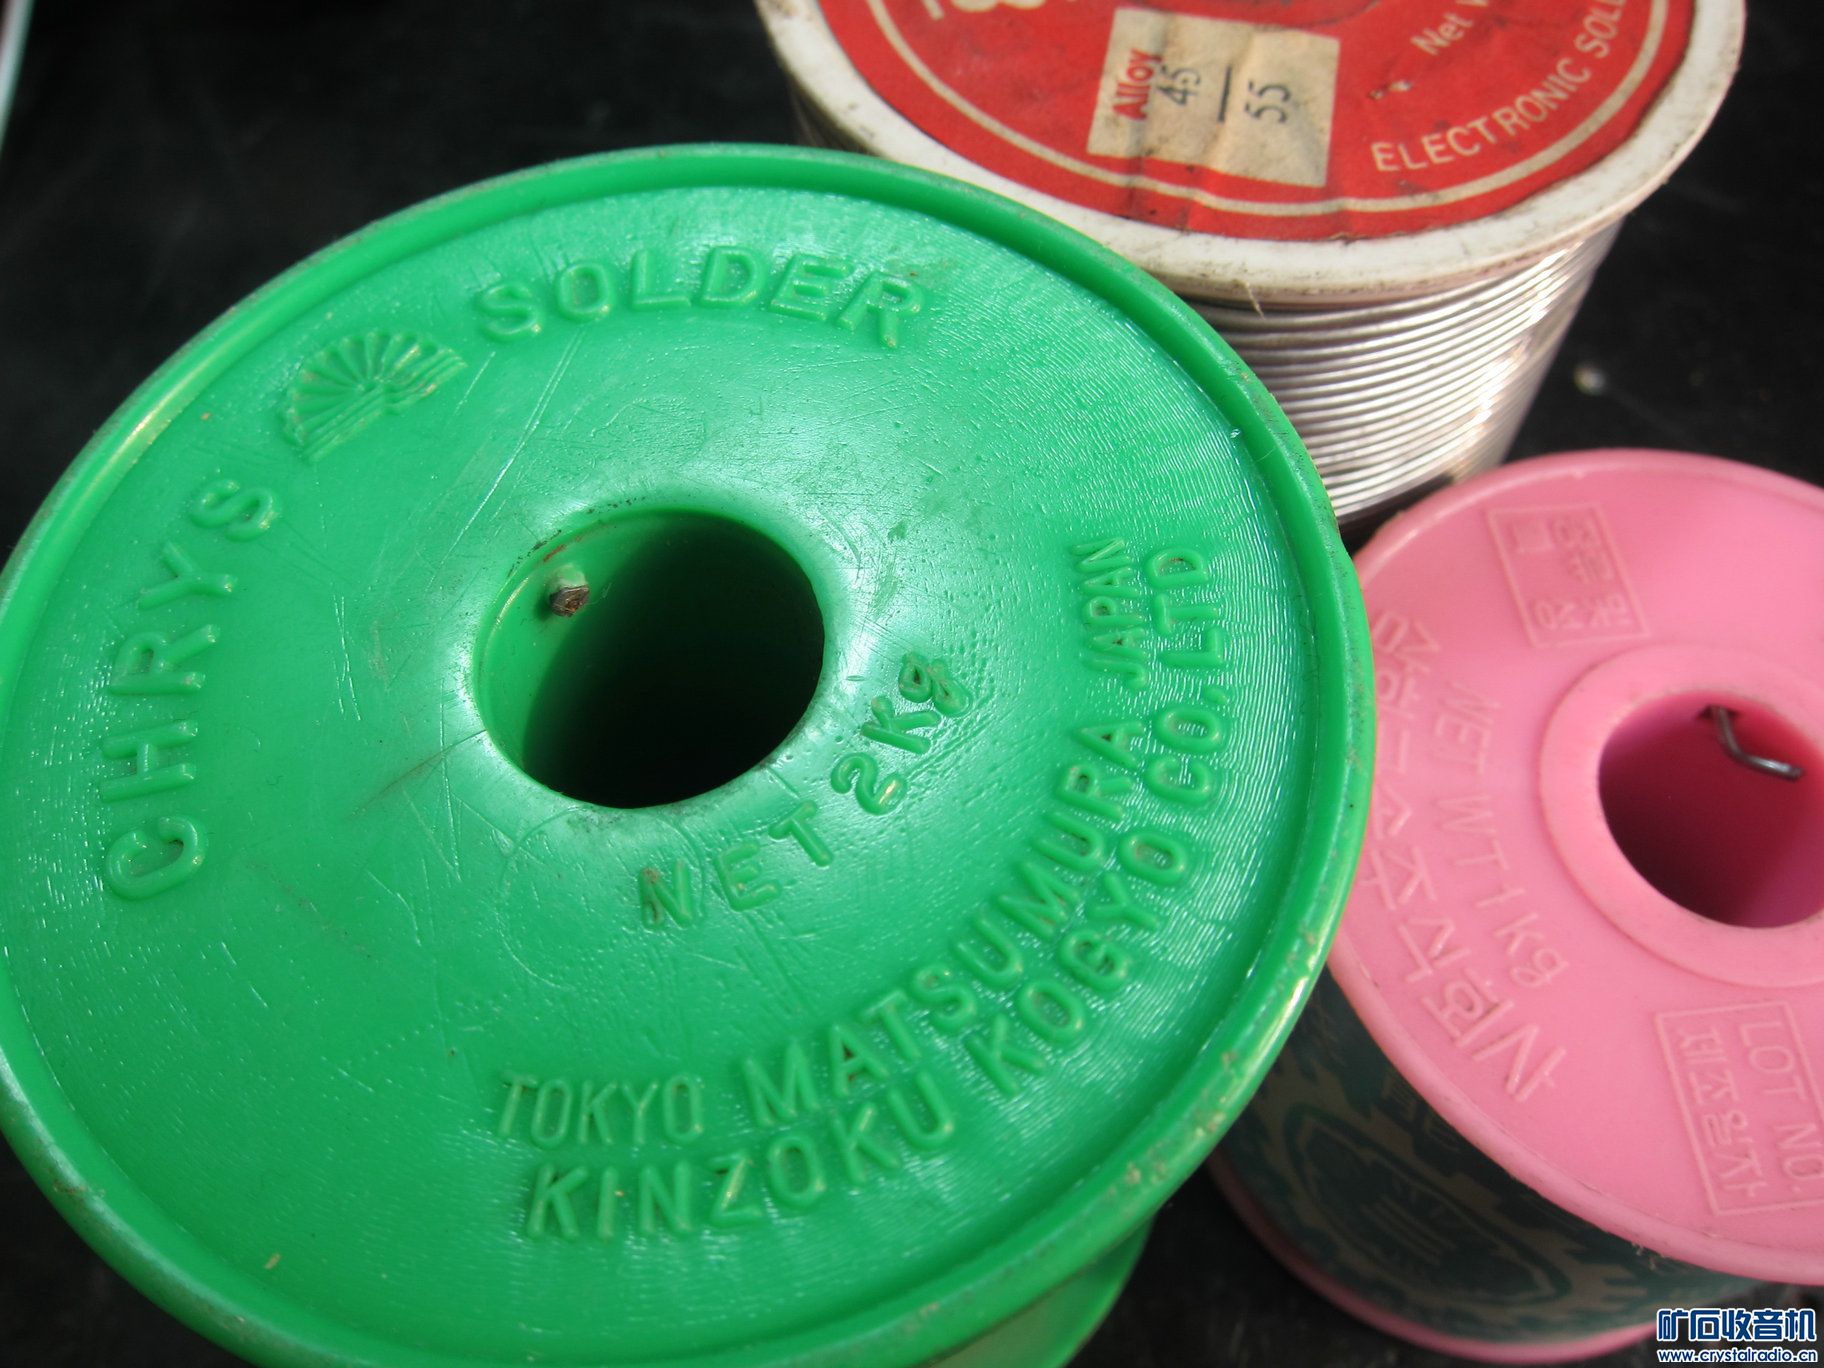 CHRYS SOLDER
NET 2Kg
TOKYO MATSUMURA JAPAN
KINZOKU KOGYO CO.,LTD
Alloy
45
55
Net
ELECTRONIC
NET WT 1kg
LOT NO.
矿石收音机
www.crystalradio.cn